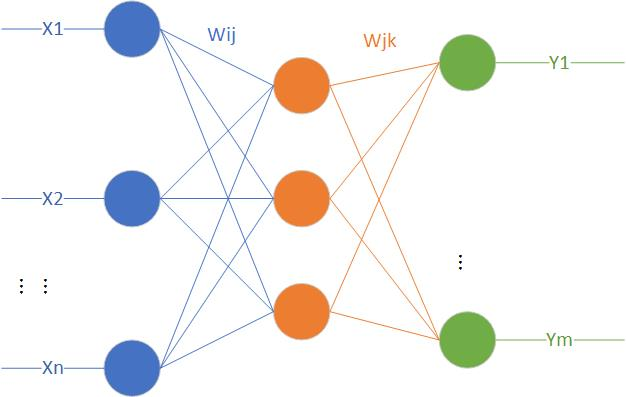 X1
Wij
Wjk
Y1
X2
⋮ ⋮
⋮
Xn
Ym